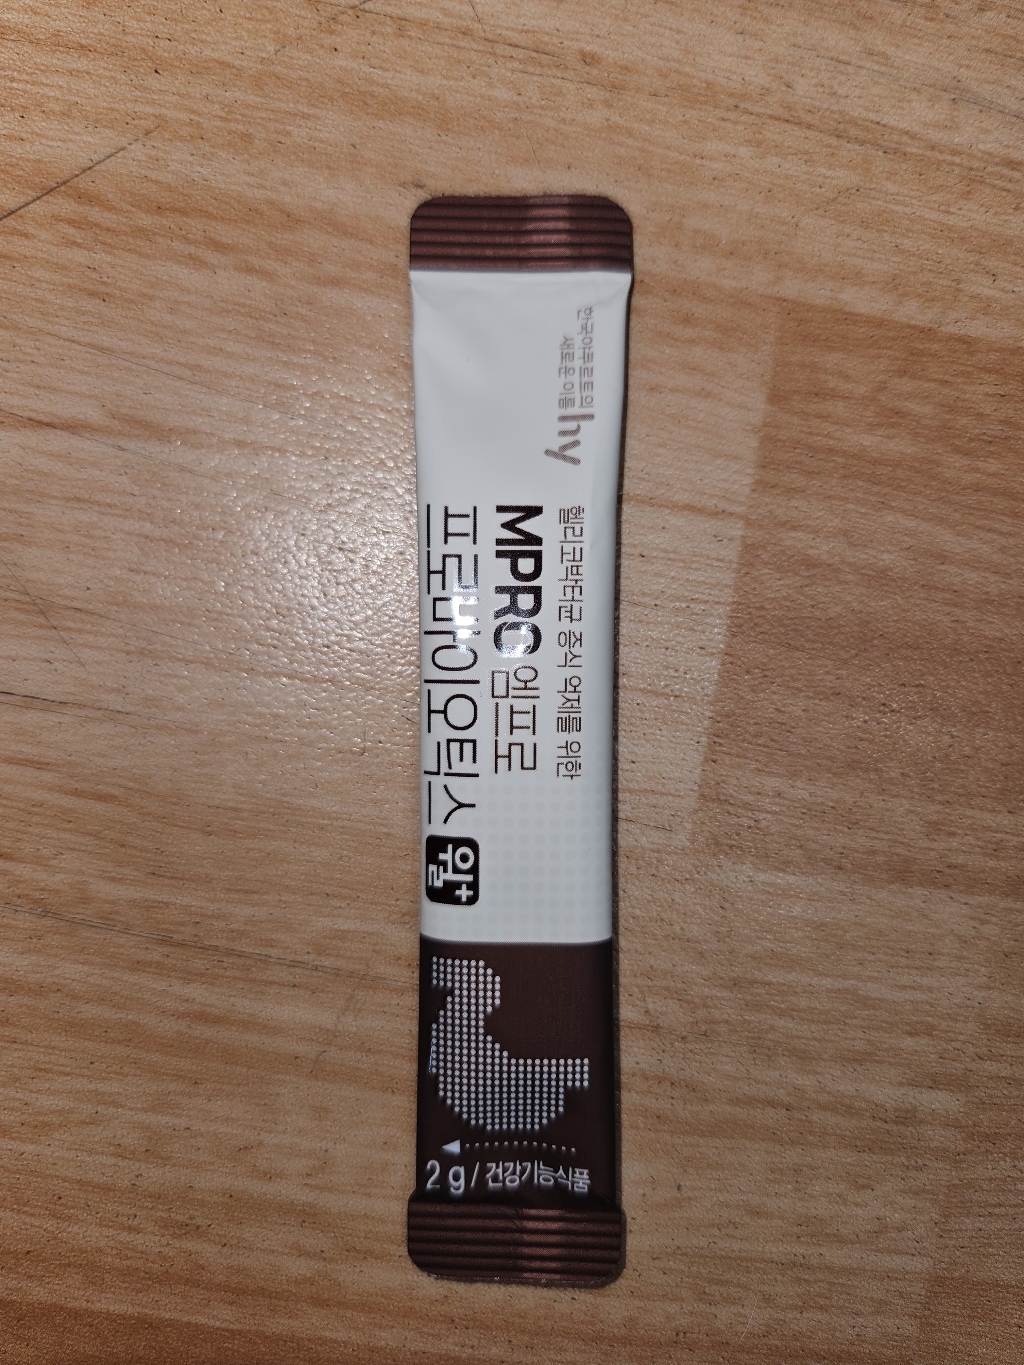 한국야쿠르트의
새로운 이름 hy
헬리코박터균 증식 억제를 위한
MPRO 엠프로
프로바이오틱스 윌+
2 g / 건강기능식품